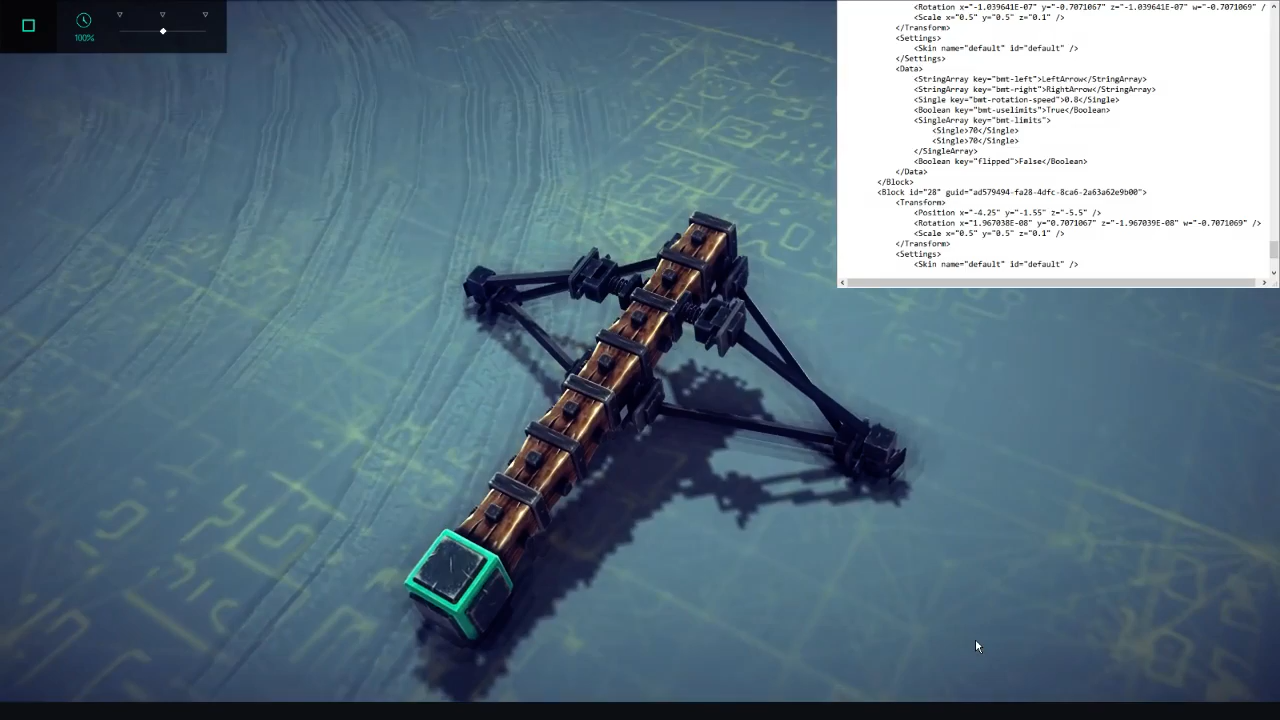 100%
<Rotation x="-1.039641E-07" y="-0.7071067" z="-1.039641E-07" w="-0.7071069" /
<Scale x="0.5" y="0.5" z="0.1" />
</Transform>
<Settings>
<Skin name="default" id="default" />
</Settings>
<Data>
<StringArray key="bmt-left">LeftArrow</StringArray>
<StringArray key="bmt-right">RightArrow</StringArray>
<Single key="bmt-rotation-speed">0.8</Single>
<Boolean key="bmt-uselimits">True</Boolean>
<SingleArray key="bmt-limits">
<Single>70</Single>
<Single>70</Single>
</SingleArray>
<Boolean key="flipped">False</Boolean>
</Data>
</Block>
<Block id="28" guid="ad579494-fa28-4dfc-8ca6-2a63a62e9b00">
<Transform>
<Position x="-4.25" y="-1.55" z="-5.5" />
<Rotation x="1.967038E-08" y="0.7071067" z="-1.967039E-08" w="-0.7071069" />
<Scale x="0.5" y="0.5" z="0.1" />
</Transform>
<Settings>
<Skin name="default" id="default" />